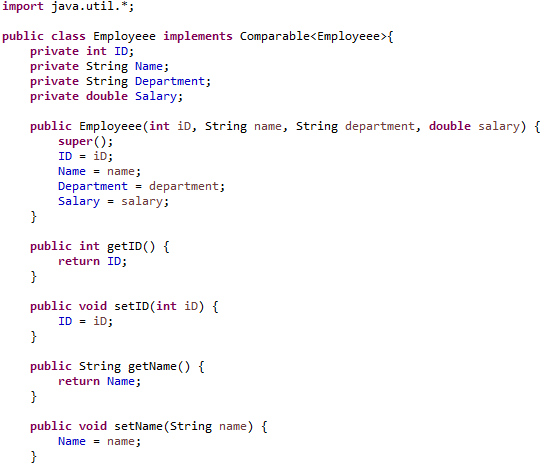 import java.util.*;
public class Employeee implements Comparable<Employeee>{
private int ID;
private String Name;
private String Department;
private double Salary;
public Employeee(int iD, String name, String department, double salary) {
super();
ID = iD;
Name = name;
Department = department;
Salary = salary;
}
public int getID() {
return ID;
}
public void setID(int iD) {
ID = iD;
}
public String getName() {
return Name;
}
public void setName(String name) {
Name = name;
}